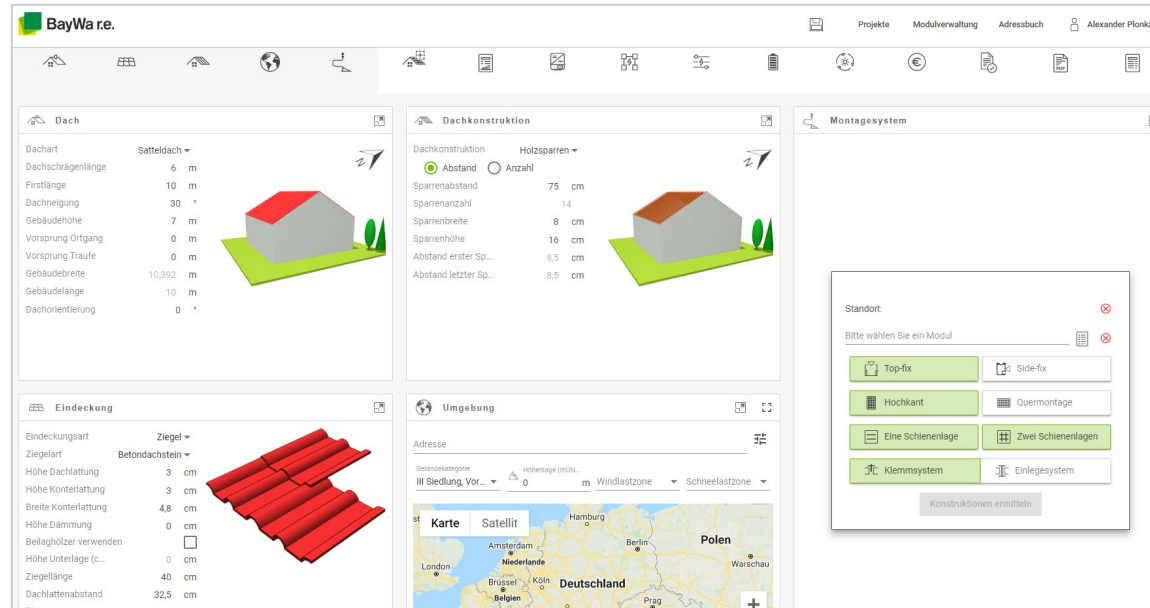 BayWa r.e.
Projekte Modulverwaltung Adressbuch Alexander Plonka
Dach
Dachart Satteldach
Dachschrägenlänge 6 m
Firstlänge 10 m
Dachneigung 30 °
Gebäudehöhe 7 m
Vorsprung Ortgang 0 m
Vorsprung Traufe 0 m
Gebäudebreite 10,392 m
Gebäudelänge 10 m
Dachorientierung 0 °
Z
Dachkonstruktion
Dachkonstruktion Holzsparren
Abstand Anzahl
Sparrenabstand 75 cm
Sparrenanzahl 14
Sparrenbreite 8 cm
Sparrenhöhe 16 cm
Abstand erster Sp... 8,5 cm
Abstand letzter Sp... 8,5 cm
Z
Montagesystem
Standort:
Bitte wählen Sie ein Modul
Top-fix Side-fix
Hochkant Quermontage
Eine Schienenlage Zwei Schienenlagen
Klemmsystem Einlegesystem
Konstruktionen ermitteln
Eindeckung
Eindeckungsart Ziegel
Ziegelart Betondachstein
Höhe Dachlattung 3 cm
Höhe Konterlattung 3 cm
Breite Konterlattung 4,8 cm
Höhe Dämmung 0 cm
Beilaghölzer verwenden
Höhe Unterlage (c... 0 cm
Ziegellänge 40 cm
Dachlattenabstand 32,5 cm
Umgebung
Adresse
Geländekategorie
III Siedlung, Vor...
Höhenlage (müN...
0 m
Windlastzone
Schneelastzone
Karte Satellit
Hamburg
Amsterdam
Berlin
Polen
Niederlande
Warschau
London
Brüssel
Köln
Deutschland
Belgien
Prag
+